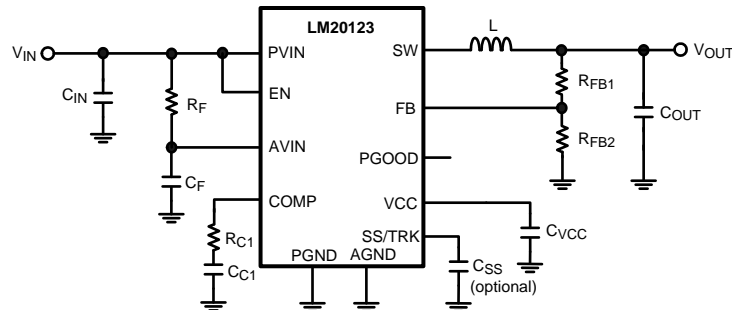 LM20123
VIN
PVIN
SW
L
VOUT
CIN
RF
EN
FB
RFB1
COUT
AVIN
RFB2
PGOOD
CF
COMP
VCC
RC1
SS/TRK
CVCC
CC1
PGND
AGND
CSS
(optional)